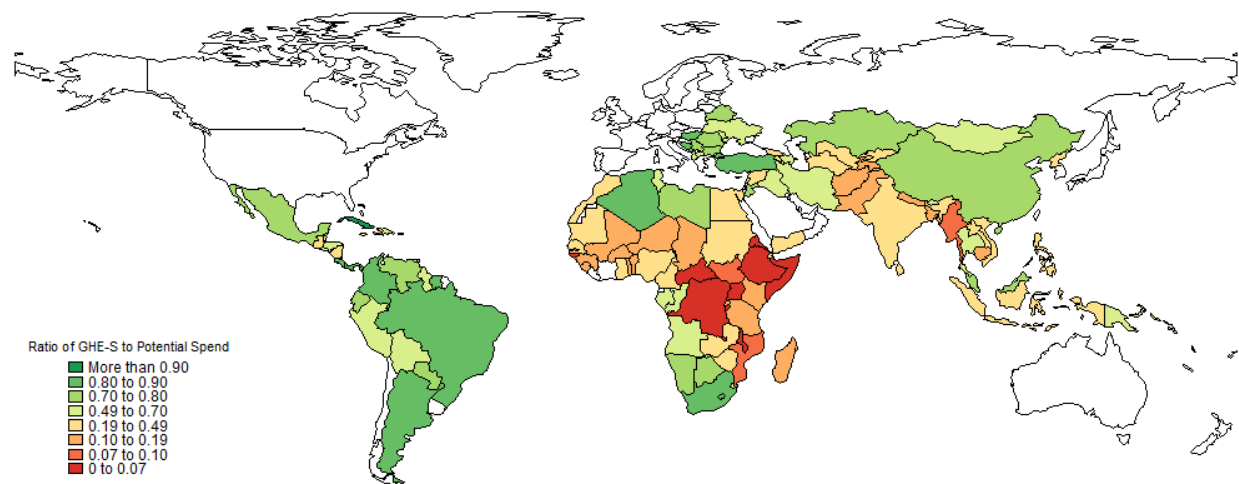 Ratio of GHE-S to Potential Spend
More than 0.90
0.80 to 0.90
0.70 to 0.80
0.49 to 0.70
0.19 to 0.49
0.10 to 0.19
0.07 to 0.10
0 to 0.07